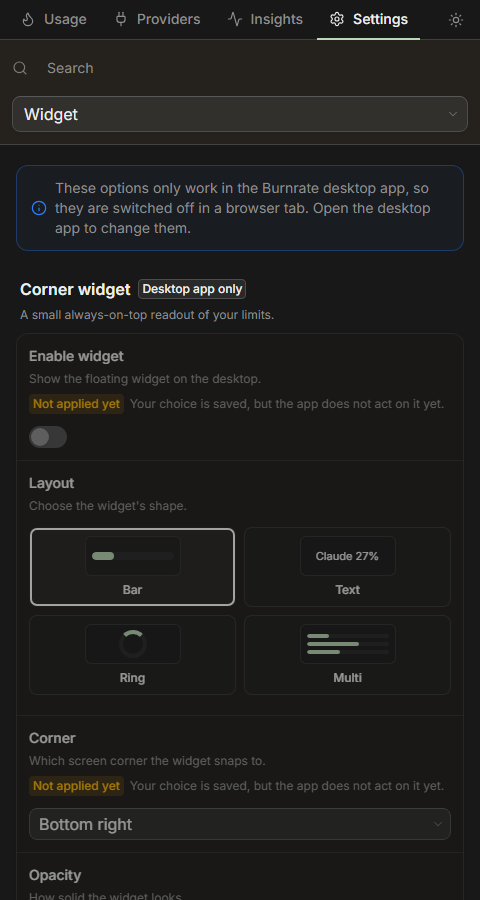 Usage Providers Insights Settings
Search
Widget
These options only work in the Burnrate desktop app, so
they are switched off in a browser tab. Open the desktop
app to change them.
Corner widget Desktop app only
A small always-on-top readout of your limits.
Enable widget
Show the floating widget on the desktop.
Not applied yet Your choice is saved, but the app does not act on it yet.
Layout
Choose the widget's shape.
Claude 27%
Bar Text
Ring Multi
Corner
Which screen corner the widget snaps to.
Not applied yet Your choice is saved, but the app does not act on it yet.
Bottom right
Opacity
How solid the widget looks.